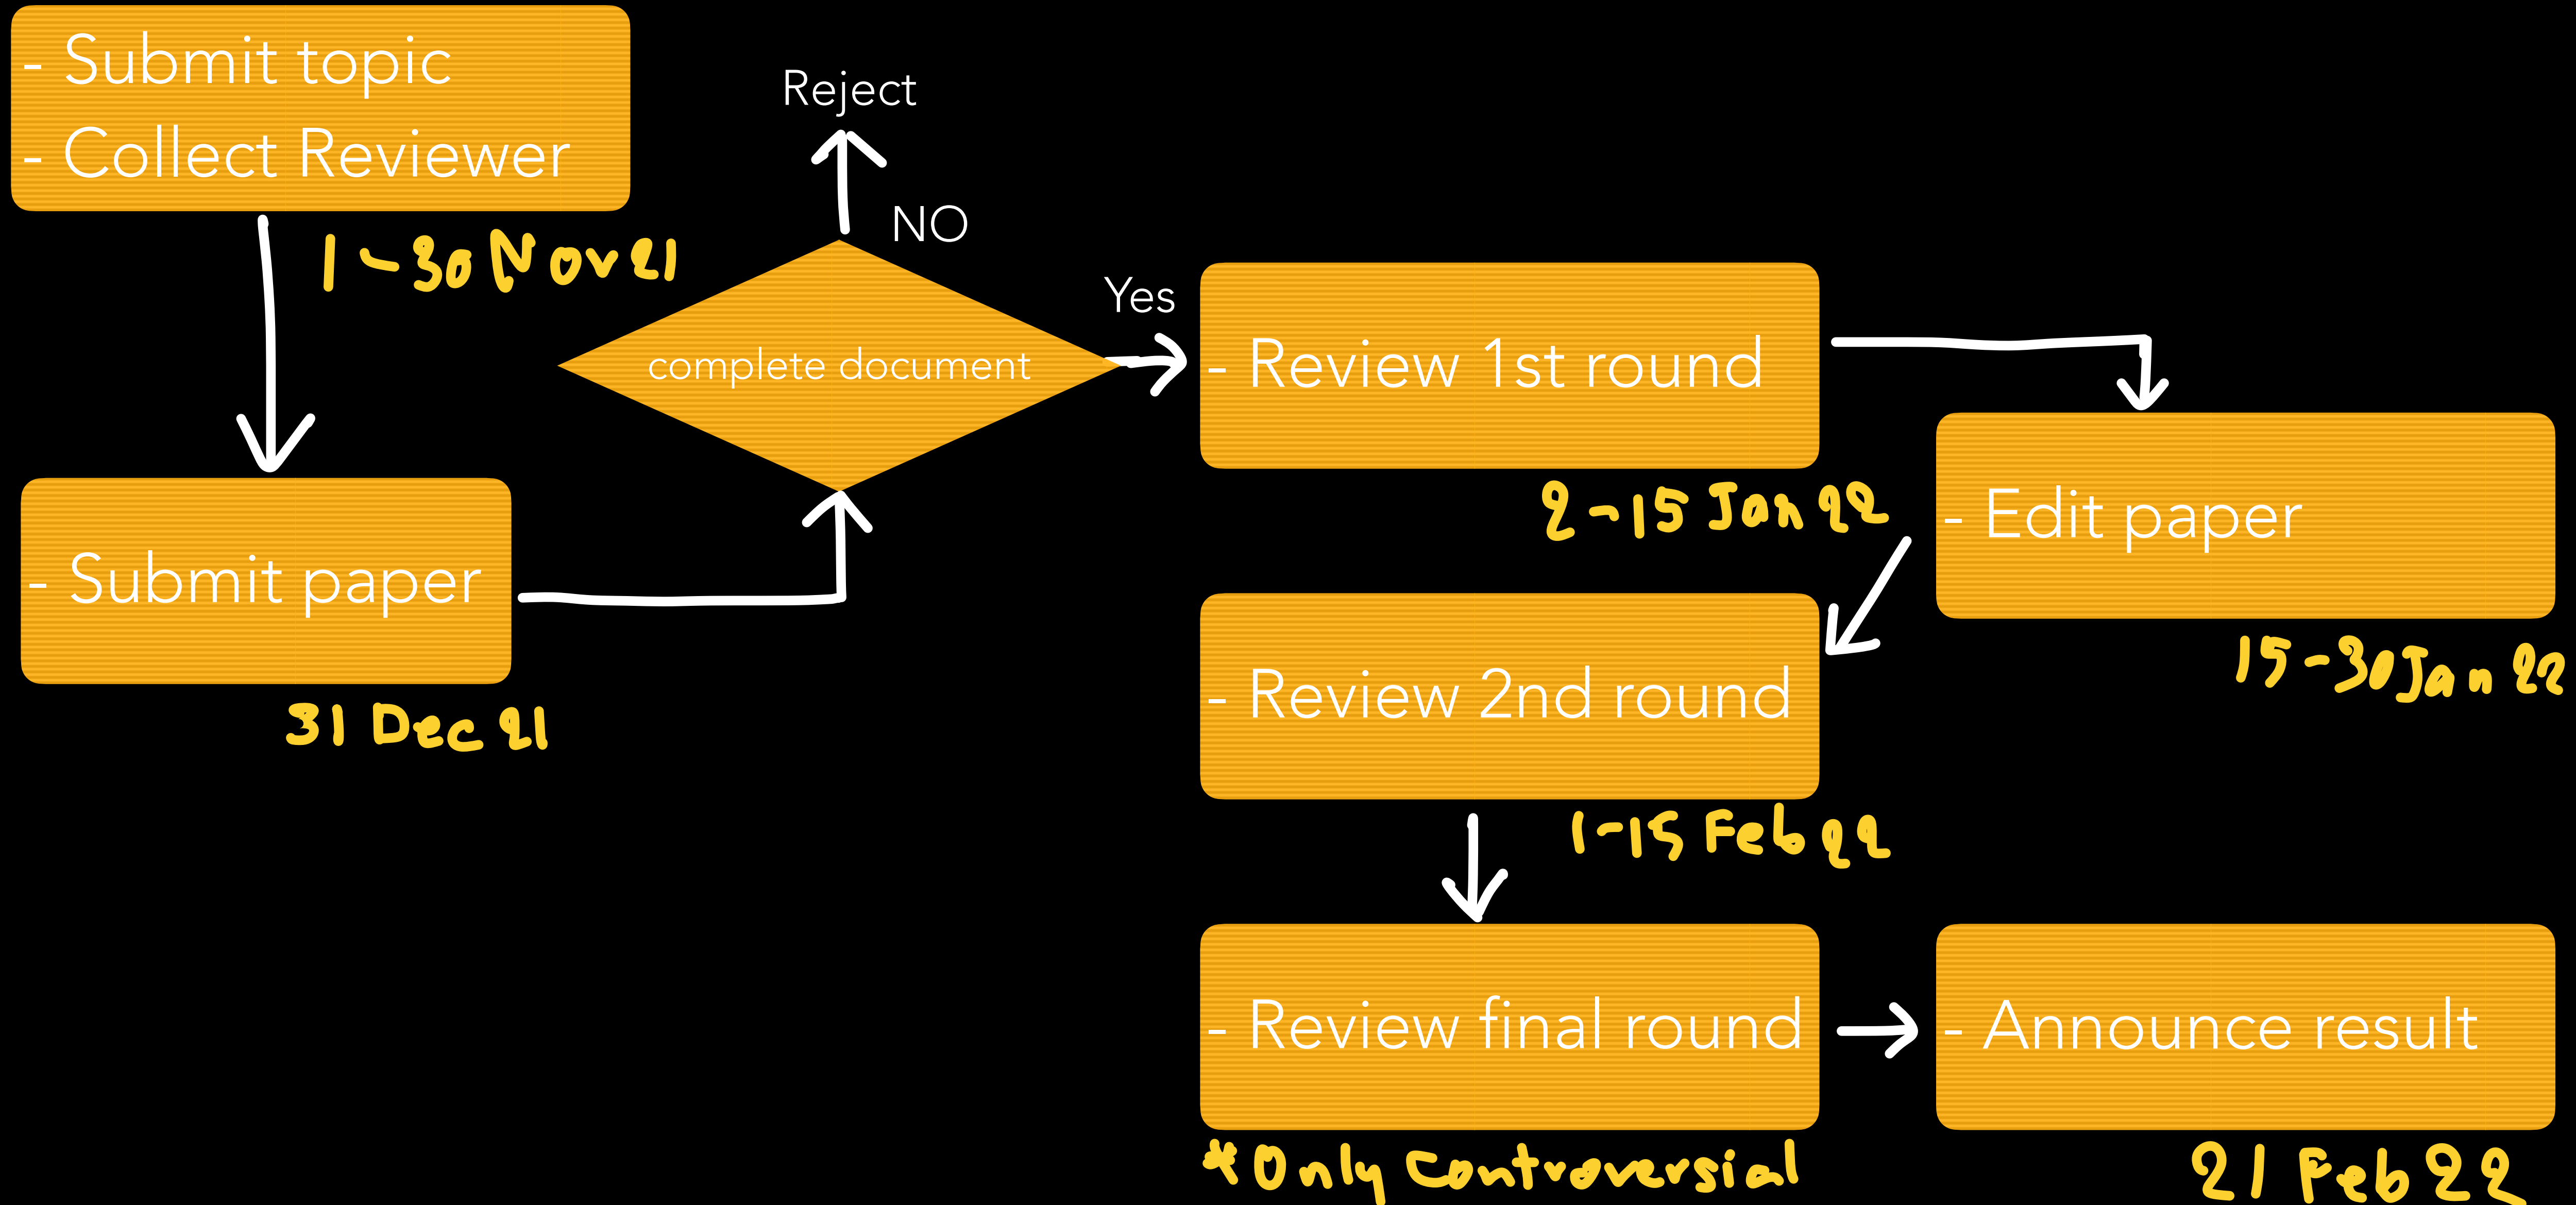 - Submit topic
- Collect Reviewer
1-30 Nov 21
- Submit paper
31 Dec 21
complete document
NO
Reject
Yes
- Review 1st round
2-15 Jan 22
- Edit paper
15-30 Jan 22
- Review 2nd round
1-15 Feb 22
- Review final round
*Only Controversial
- Announce result
21 Feb 22